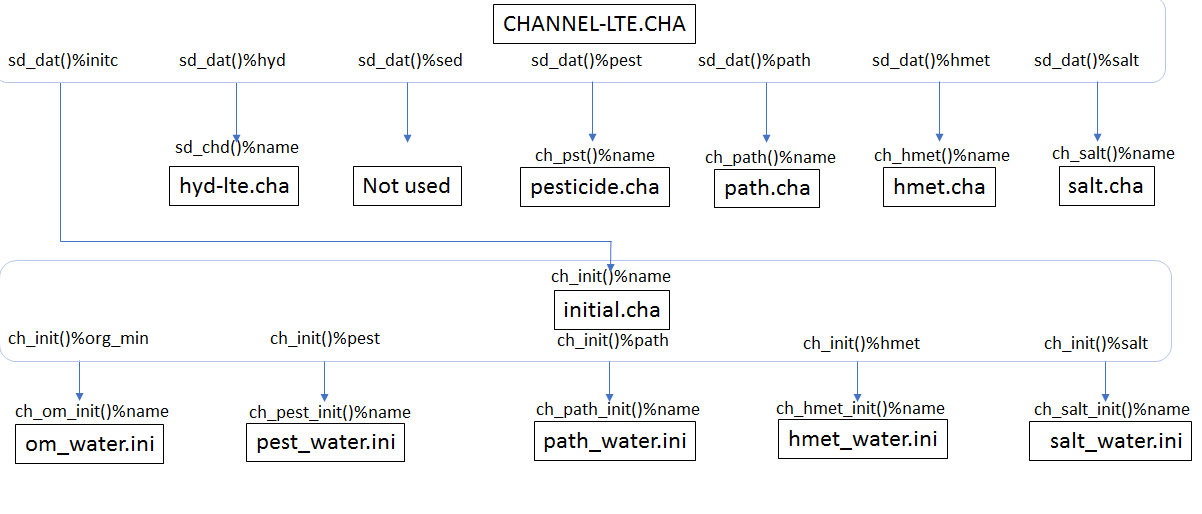 CHANNEL-LTE.CHA
sd_dat()%initc sd_dat()%hyd sd_dat()%sed sd_dat()%pest sd_dat()%path sd_dat()%hmet sd_dat()%salt
sd_chd()%name ch_pst()%name ch_path()%name ch_hmet()%name ch_salt()%name
hyd-lte.cha Not used pesticide.cha path.cha hmet.cha salt.cha
ch_init()%name
initial.cha
ch_init()%org_min ch_init()%pest ch_init()%path ch_init()%hmet ch_init()%salt
ch_om_init()%name ch_pest_init()%name ch_path_init()%name ch_hmet_init()%name ch_salt_init()%name
om_water.ini pest_water.ini path_water.ini hmet_water.ini salt_water.ini